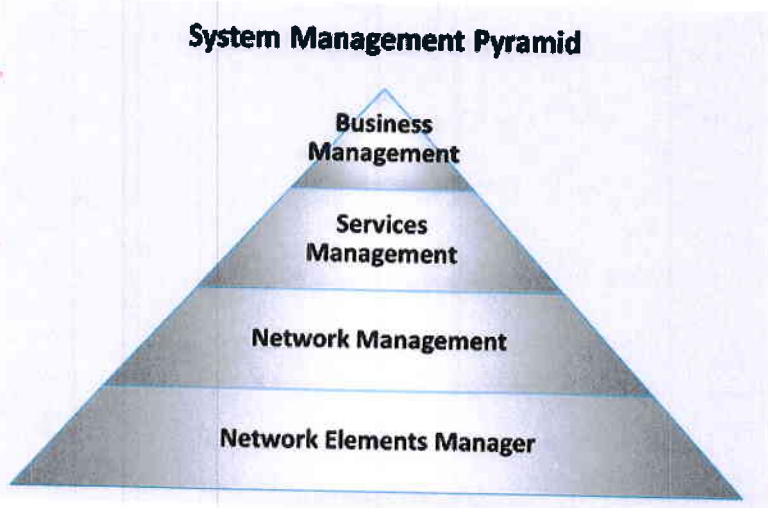 System Management Pyramid
Business
Management
Services
Management
Network Management
Network Elements Manager